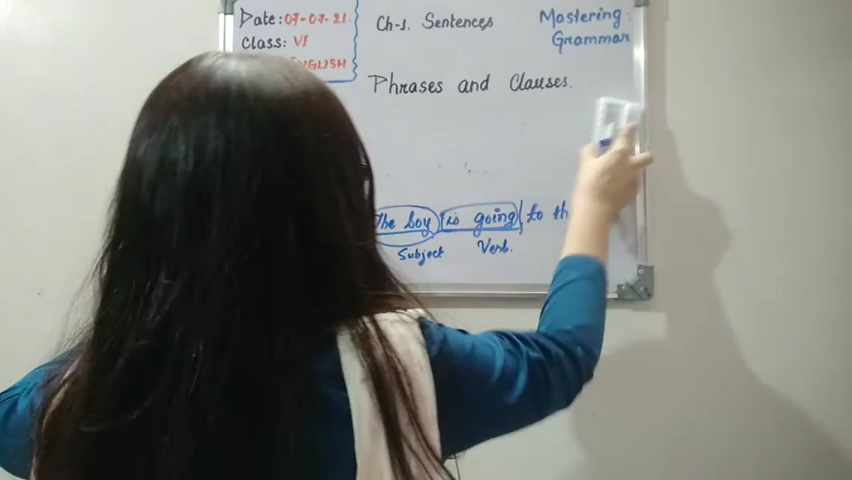 Date: 07-07-21.
Class: VI
ENGLISH
Ch-1. Sentences
Mastering
Grammar
Phrases and Clauses.
The boy is going to
Subject Verb.